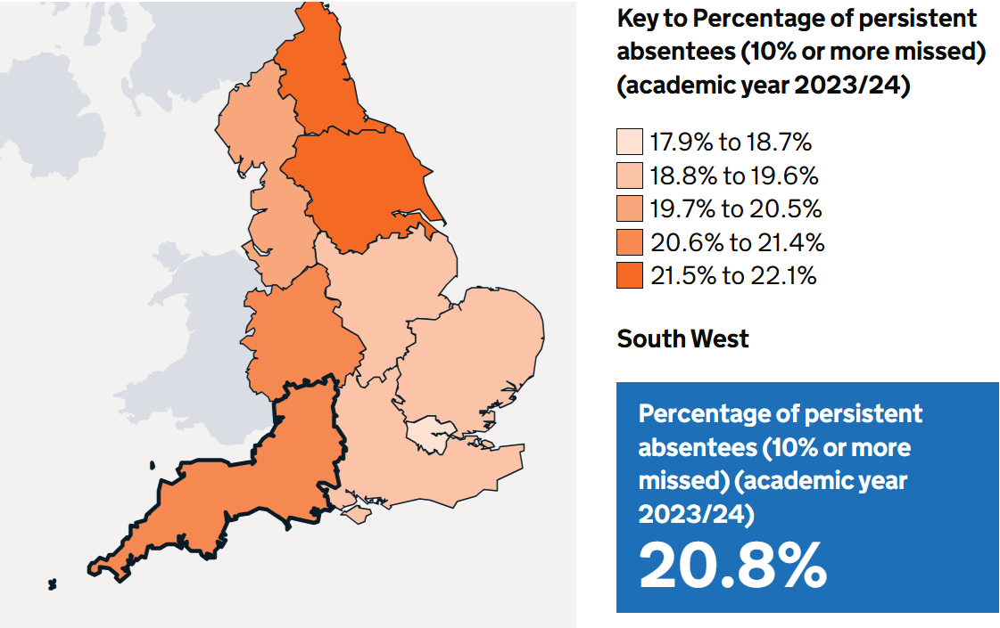 Key to Percentage of persistent
absentees (10% or more missed)
(academic year 2023/24)
17.9% to 18.7%
18.8% to 19.6%
19.7% to 20.5%
20.6% to 21.4%
21.5% to 22.1%
South West
Percentage of persistent
absentees (10% or more
missed) (academic year
2023/24)
20.8%